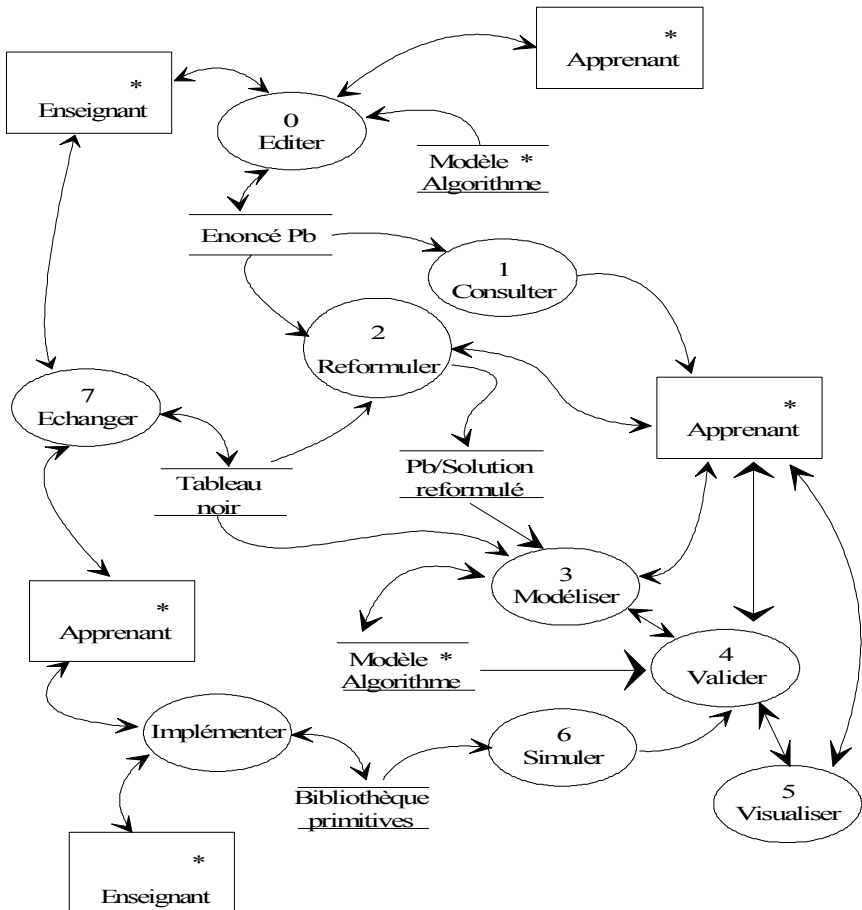 *
Apprenant
*
Enseignant
0
Editer
Modèle *
Algorithme
Enoncé Pb
1
Consulter
2
Reformuler
7
Echanger
*
Apprenant
Pb/Solution
reformulé
Tableau
noir
3
Modéliser
*
Apprenant
Modèle *
Algorithme
4
Valider
Implémenter
6
Simuler
Bibliothèque
primitives
5
Visualiser
*
Enseignant